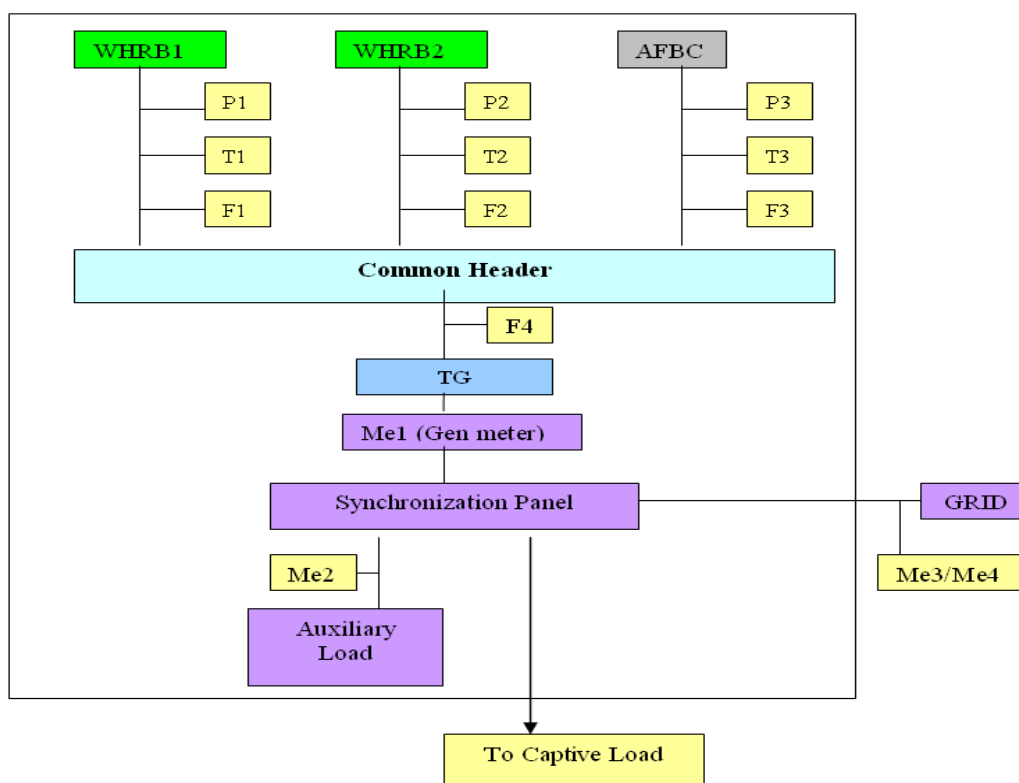 WHRB1 WHRB2 AFBC
P1 P2 P3
T1 T2 T3
F1 F2 F3
Common Header
F4
TG
Me1 (Gen meter)
Synchronization Panel
GRID
Me2
Me3/Me4
Auxiliary
Load
To Captive Load